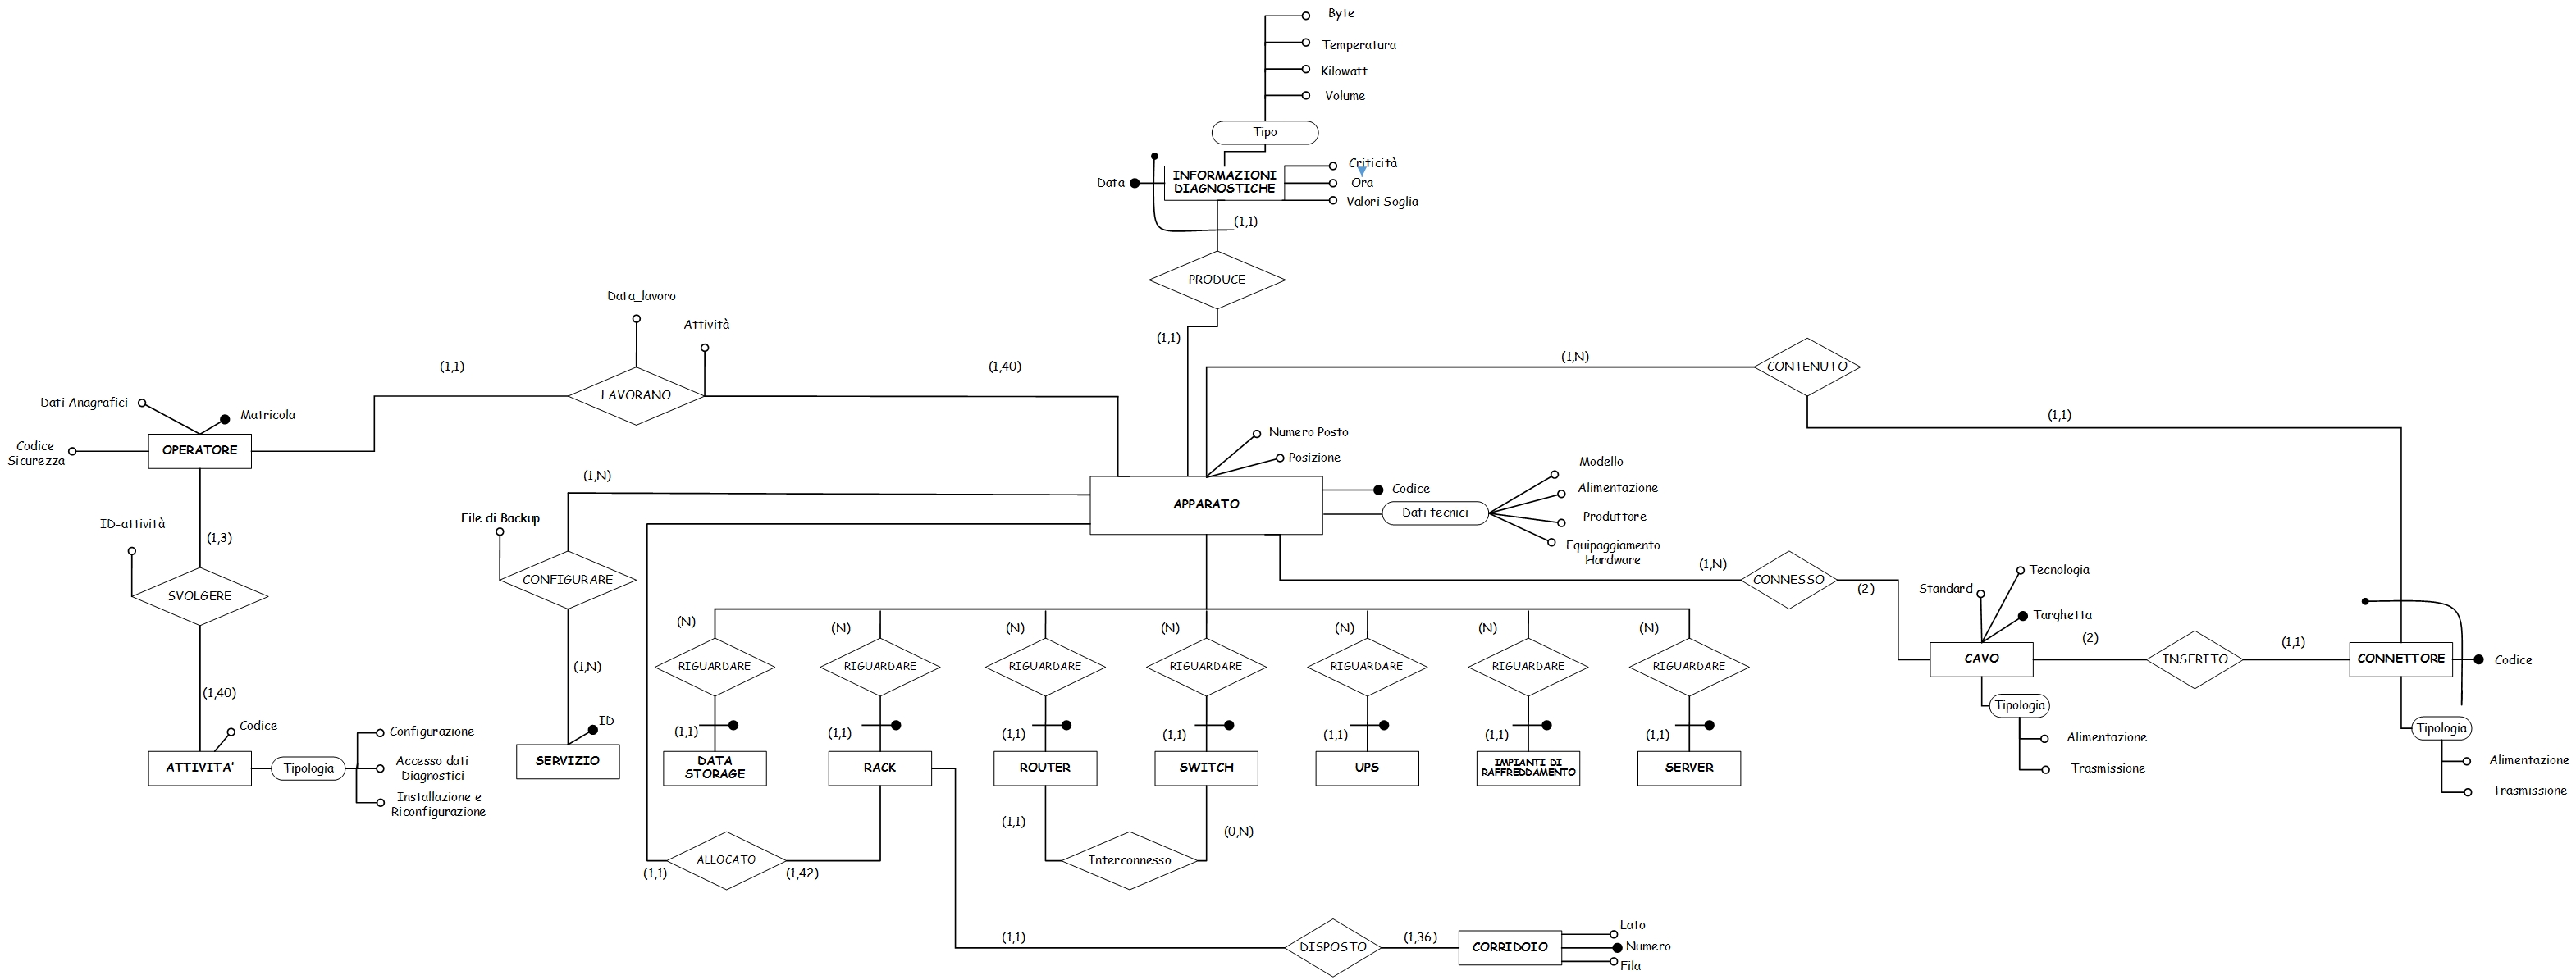 Byte
Temperatura
Kilowatt
Volume
Tipo
Criticità
INFORMAZIONI
DIAGNOSTICHE
Data
Ora
Valori Soglia
(1,1)
PRODUCE
(1,1)
Data_lavoro
Attività
(1,1)
(1,40)
LAVORANO
(1,N)
CONTENUTO
(1,1)
Dati Anagrafici
Matricola
Codice
Sicurezza
OPERATORE
Numero Posto
Posizione
(1,N)
APPARATO
Codice
Dati tecnici
Modello
Alimentazione
Produttore
Equipaggiamento
Hardware
ID-attività
(1,3)
SVOLGERE
(1,40)
File di Backup
CONFIGURARE
(1,N)
(1,N)
CONNESSO
(2)
Standard
Tecnologia
Targhetta
CAVO
(2)
INSERITO
(1,1)
CONNETTORE
Codice
Tipologia
Alimentazione
Trasmissione
Tipologia
Alimentazione
Trasmissione
(N)
(N)
(N)
(N)
(N)
(N)
(N)
RIGUARDARE
RIGUARDARE
RIGUARDARE
RIGUARDARE
RIGUARDARE
RIGUARDARE
RIGUARDARE
(1,1)
(1,1)
(1,1)
(1,1)
(1,1)
(1,1)
(1,1)
Codice
ATTIVITA'
Tipologia
Configurazione
Accesso dati
Diagnostici
Installazione e
Riconfigurazione
ID
SERVIZIO
DATA
STORAGE
RACK
ROUTER
SWITCH
UPS
IMPIANTI DI
RAFFREDDAMENTO
SERVER
(1,1)
(0,N)
Interconnesso
ALLOCATO
(1,1)
(1,42)
(1,1)
DISPOSTO
(1,36)
CORRIDOIO
Lato
Numero
Fila